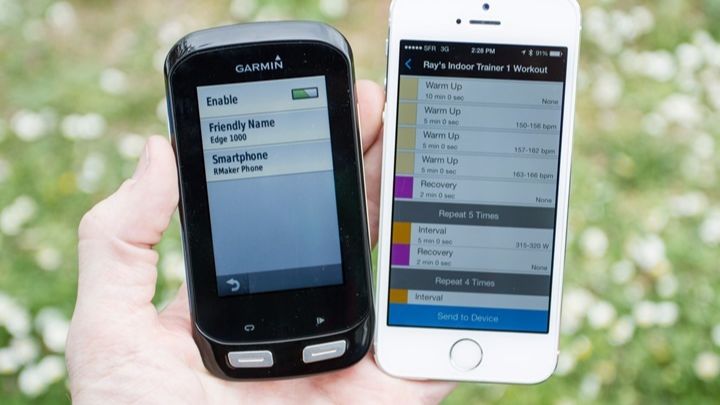 GARMIN
Enable
Friendly Name
Edge 1000
Smartphone
RMaker Phone
SFR 3G 2:28 PM 91%
Ray's Indoor Trainer 1 Workout
Warm Up
10 min 0 sec None
Warm Up
5 min 0 sec 150-156 bpm
Warm Up
5 min 0 sec 157-162 bpm
Warm Up
5 min 0 sec 163-166 bpm
Recovery
2 min 0 sec None
Repeat 5 Times
Interval
5 min 0 sec 315-320 W
Recovery
2 min 0 sec None
Repeat 4 Times
Interval
Send to Device